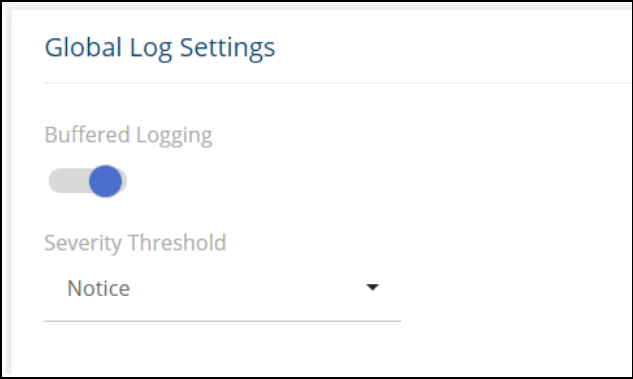 Global Log Settings
Buffered Logging
Severity Threshold
Notice